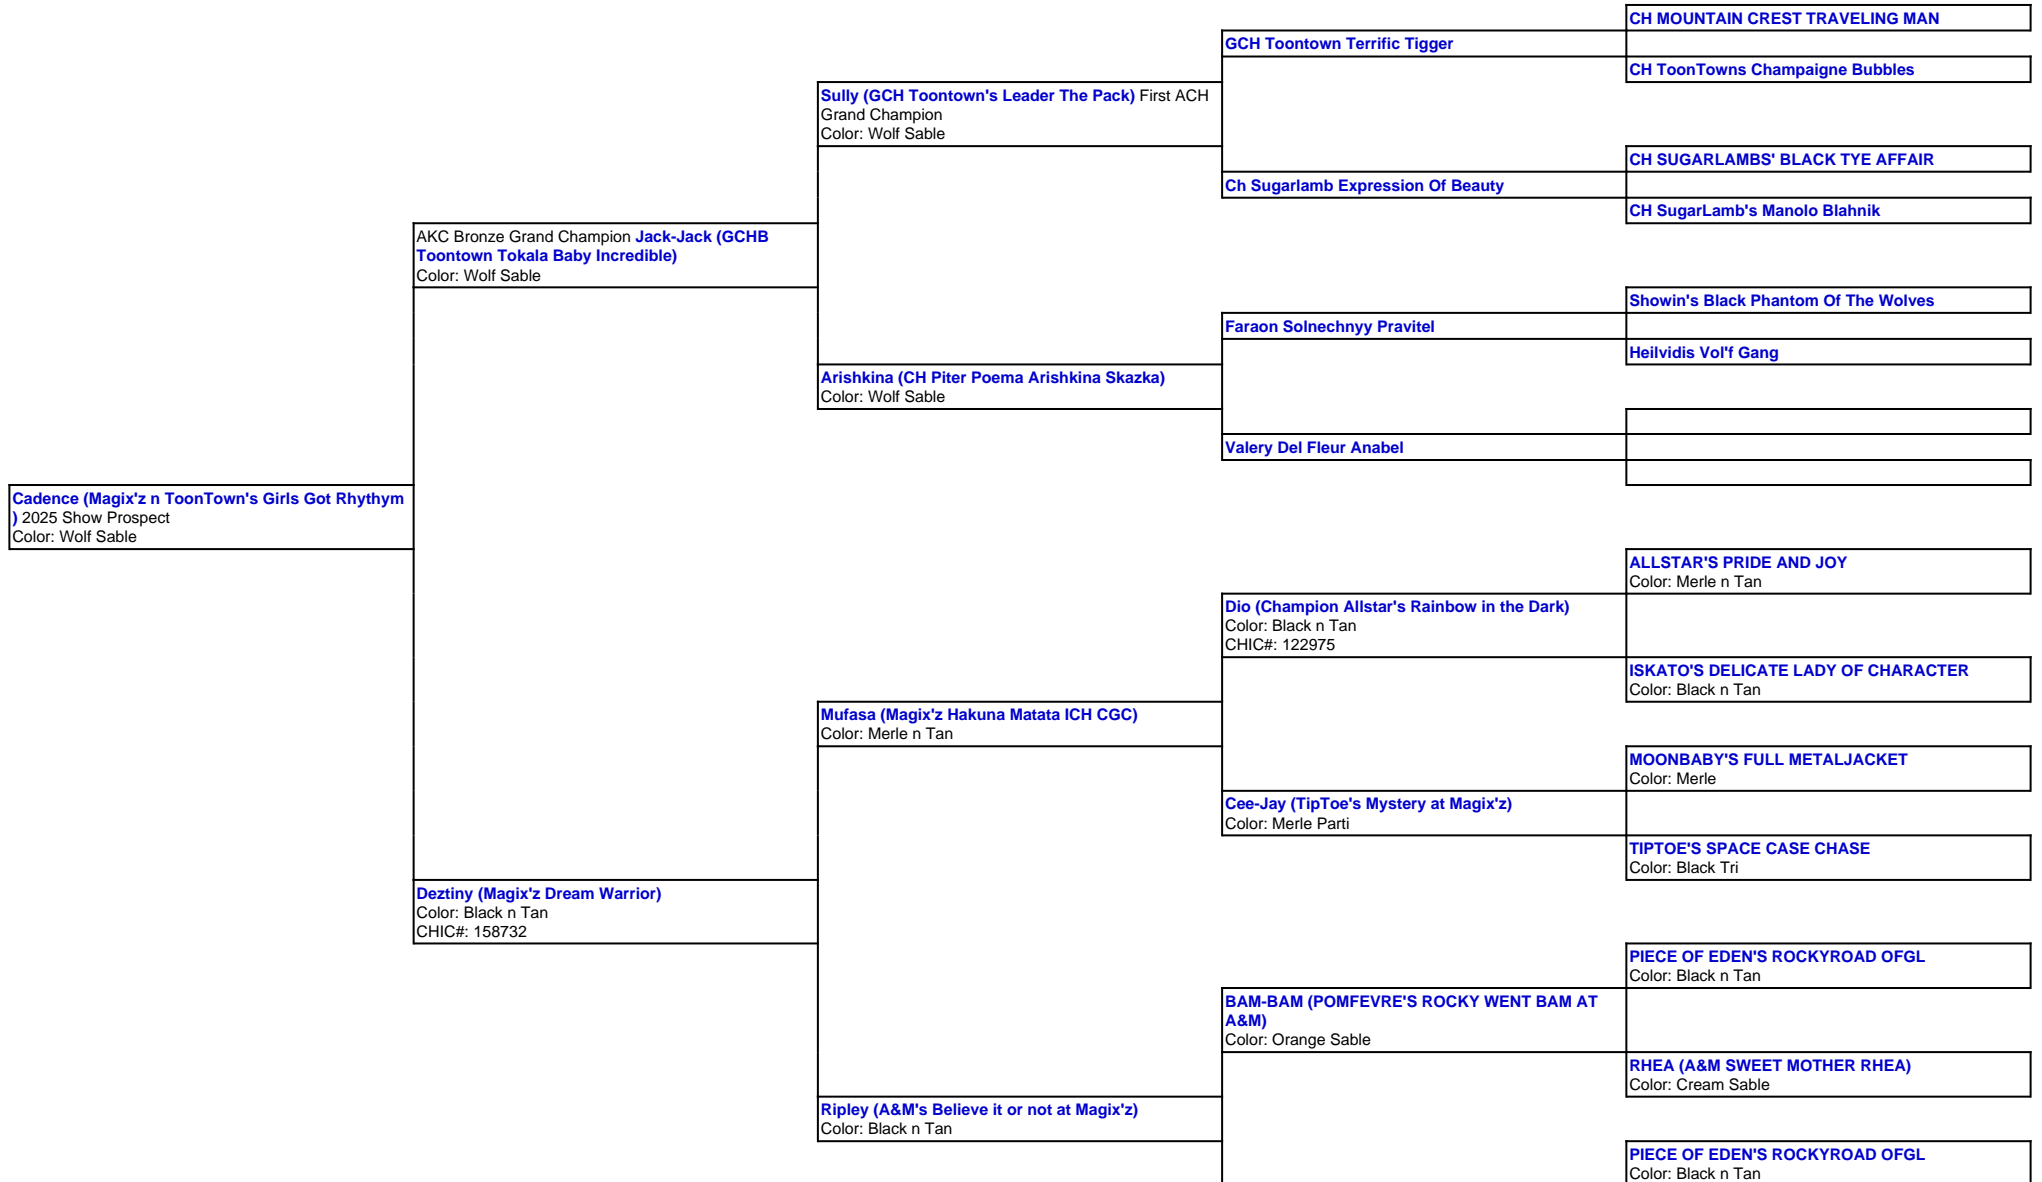 CH MOUNTAIN CREST TRAVELING MAN
GCH Toontown Terrific Tigger
CH ToonTowns Champaigne Bubbles
Sully (GCH Toontown's Leader The Pack) First ACH
Grand Champion
Color: Wolf Sable
CH SUGARLAMBS' BLACK TYE AFFAIR
Ch Sugarlamb Expression Of Beauty
CH SugarLamb's Manolo Blahnik
AKC Bronze Grand Champion Jack-Jack (GCHB
Toontown Tokala Baby Incredible)
Color: Wolf Sable
Showin's Black Phantom Of The Wolves
Faraon Solnechnyy Pravitel
Heilvidis Vol'f Gang
Arishkina (CH Piter Poema Arishkina Skazka)
Color: Wolf Sable
Valery Del Fleur Anabel
Cadence (Magix'z n ToonTown's Girls Got Rhythym
) 2025 Show Prospect
Color: Wolf Sable
ALLSTAR'S PRIDE AND JOY
Color: Merle n Tan
Dio (Champion Allstar's Rainbow in the Dark)
Color: Black n Tan
CHIC#: 122975
ISKATO'S DELICATE LADY OF CHARACTER
Color: Black n Tan
Mufasa (Magix'z Hakuna Matata ICH CGC)
Color: Merle n Tan
MOONBABY'S FULL METALJACKET
Color: Merle
Cee-Jay (TipToe's Mystery at Magix'z)
Color: Merle Parti
TIPTOE'S SPACE CASE CHASE
Color: Black Tri
Deztiny (Magix'z Dream Warrior)
Color: Black n Tan
CHIC#: 158732
PIECE OF EDEN'S ROCKYROAD OFGL
Color: Black n Tan
BAM-BAM (POMFEVRE'S ROCKY WENT BAM AT
A&M)
Color: Orange Sable
RHEA (A&M SWEET MOTHER RHEA)
Color: Cream Sable
Ripley (A&M's Believe it or not at Magix'z)
Color: Black n Tan
PIECE OF EDEN'S ROCKYROAD OFGL
Color: Black n Tan